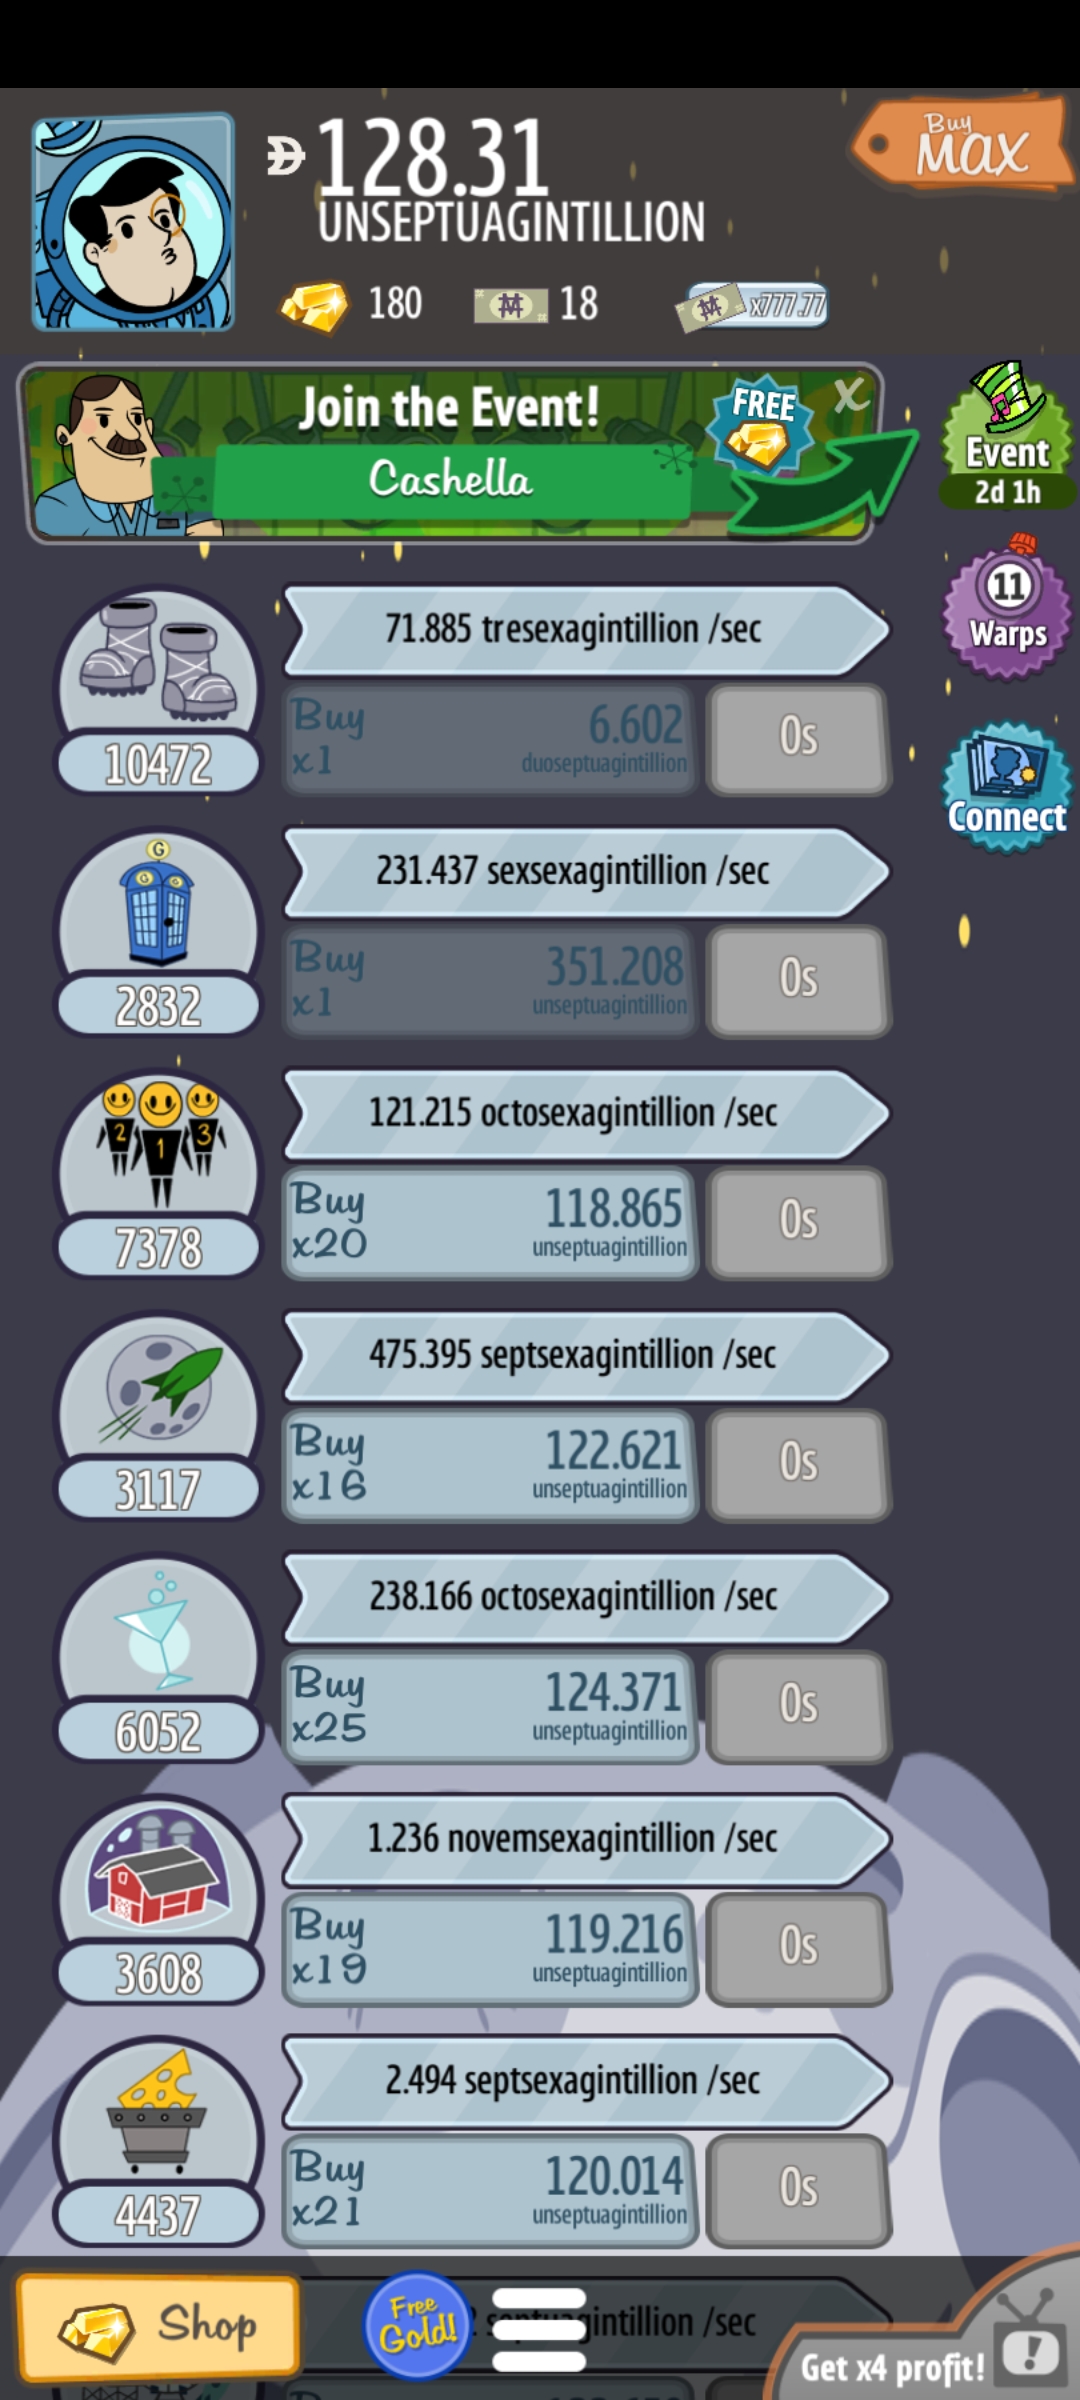 128.31
UNSEPTUAGINTILLION
Buy
MAX
180
18
x777.77
Join the Event!
Cashella
FREE
X
Event
2d 1h
11
Warps
Connect
71.885 tresexagintillion /sec
Buy
x1
6.602
duoseptuagintillion
0s
10472
G
G
G
231.437 sexsexagintillion /sec
Buy
x1
351.208
unseptuagintillion
0s
2832
2
1
3
121.215 octosexagintillion /sec
Buy
x20
118.865
unseptuagintillion
0s
7378
475.395 septsexagintillion /sec
Buy
x16
122.621
unseptuagintillion
0s
3117
238.166 octosexagintillion /sec
Buy
x25
124.371
unseptuagintillion
0s
6052
1.236 novemsexagintillion /sec
Buy
x19
119.216
unseptuagintillion
0s
3608
2.494 septsexagintillion /sec
Buy
x21
120.014
unseptuagintillion
0s
4437
Shop
Free
Gold!
2 septuagintillion /sec
Get x4 profit!
!